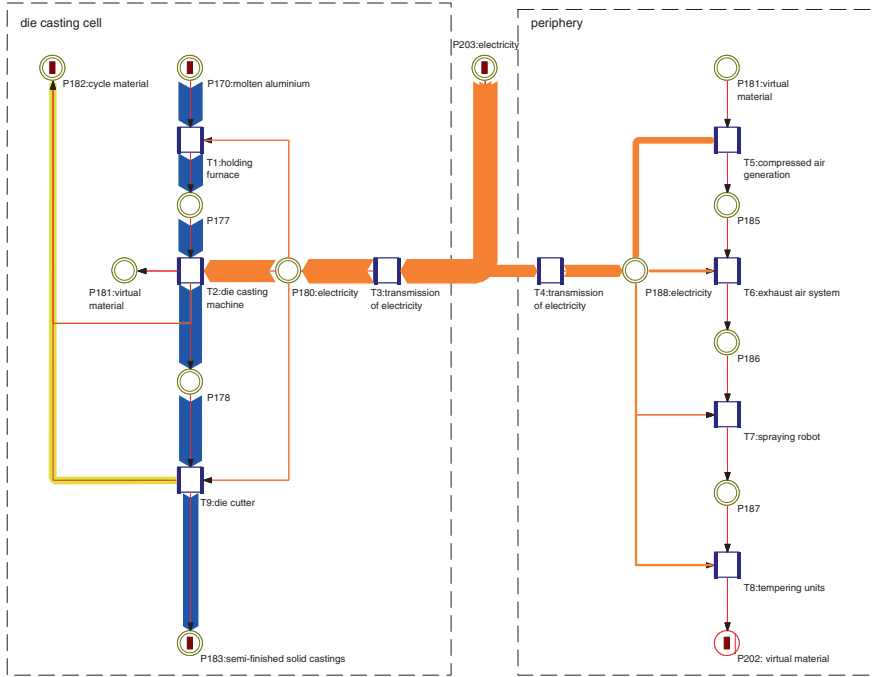 die casting cell
periphery
P203:electricity
P182:cycle material
P170:molten aluminium
P181:virtual
material
T1:holding
furnace
T5:compressed air
generation
P177
P185
P181:virtual
material
T2:die casting
machine
P180:electricity
T3:transmission
of electricity
T4:transmission
of electricity
P188:electricity
T6:exhaust air system
P186
P178
T7:spraying robot
T9:die cutter
P187
T8:tempering units
P183:semi-finished solid castings
P202: virtual material